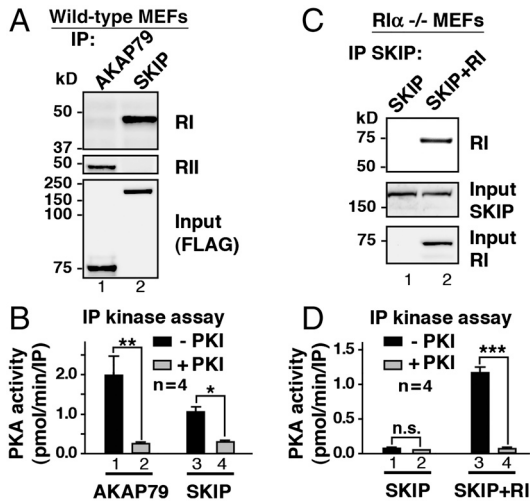 A Wild-type MEFs
IP:
AKAP79
SKIP
kD
50
37
RI
50
RII
250
150
100
75
Input
(FLAG)
1 2
B IP kinase assay
PKA activity
(pmol/min/IP)
2.0
1.0
0.0
- PKI
+ PKI
n=4
**
*
1 2 3 4
AKAP79 SKIP
C RIα -/- MEFs
IP SKIP:
SKIP
SKIP+RI
kD
75
50
RI
150
Input
SKIP
75
Input
RI
1 2
D IP kinase assay
PKA activity
(pmol/min/IP)
1.5
1.0
0.5
0.0
- PKI
+ PKI
n=4
n.s.
***
1 2 3 4
SKIP SKIP+RI